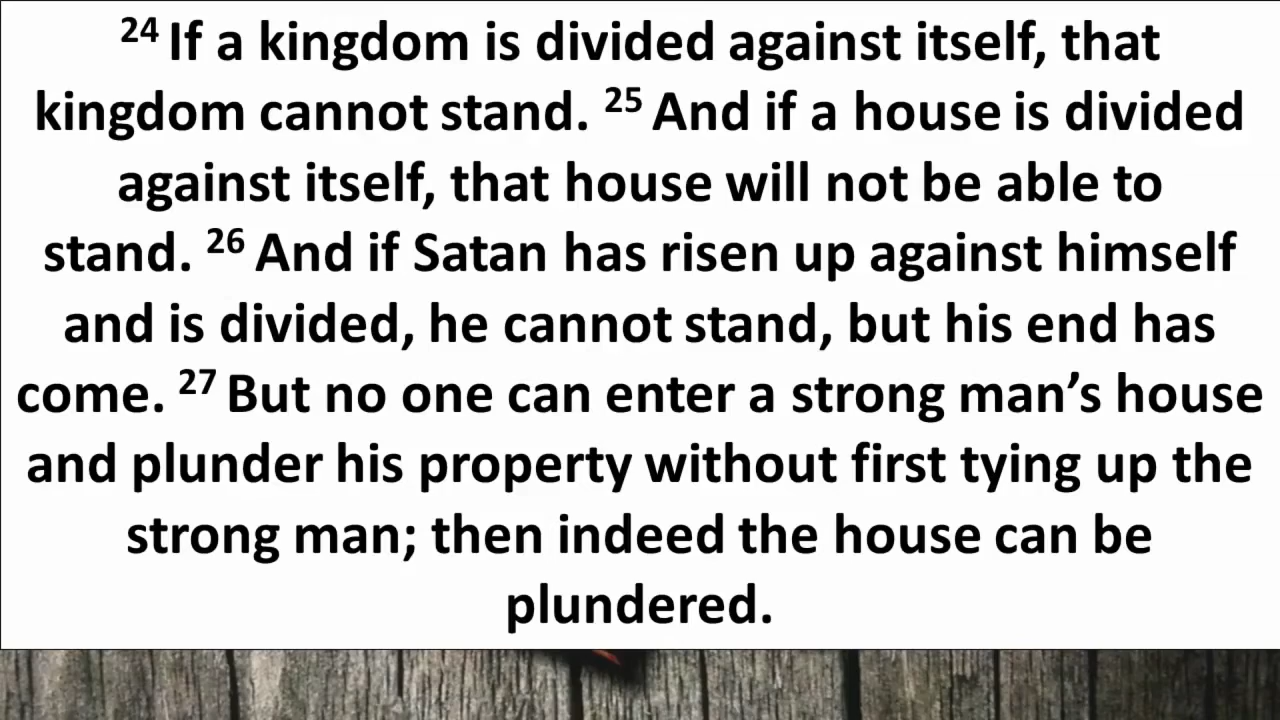 24 If a kingdom is divided against itself, that
kingdom cannot stand. 25 And if a house is divided
against itself, that house will not be able to
stand. 26 And if Satan has risen up against himself
and is divided, he cannot stand, but his end has
come. 27 But no one can enter a strong man’s house
and plunder his property without first tying up the
strong man; then indeed the house can be
plundered.